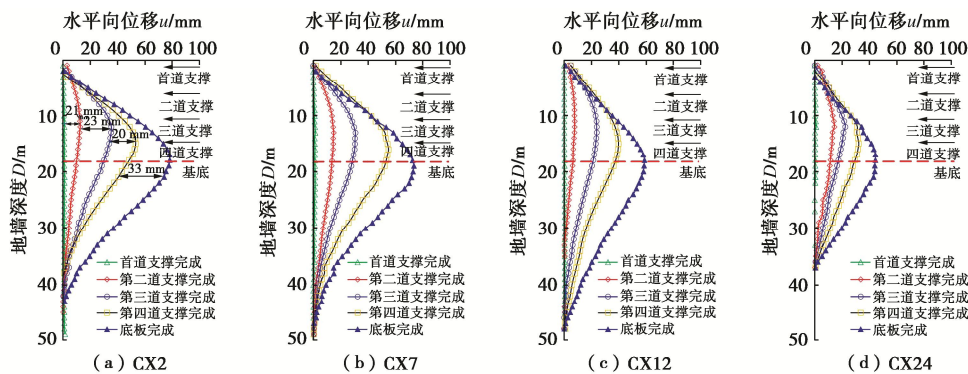 水平向位移u/mm
0 20 40 60 80 100
地墙深度D/m
10
20
30
40
50
首道支撑
二道支撑
三道支撑
四道支撑
基底
21 mm
23 mm
20 mm
33 mm
首道支撑完成
第二道支撑完成
第三道支撑完成
第四道支撑完成
底板完成
(a) CX2
水平向位移u/mm
0 20 40 60 80 100
地墙深度D/m
10
20
30
40
50
首道支撑
二道支撑
三道支撑
四道支撑
基底
首道支撑完成
第二道支撑完成
第三道支撑完成
第四道支撑完成
底板完成
(b) CX7
水平向位移u/mm
0 20 40 60 80 100
地墙深度D/m
10
20
30
40
50
首道支撑
二道支撑
三道支撑
四道支撑
基底
首道支撑完成
第二道支撑完成
第三道支撑完成
第四道支撑完成
底板完成
(c) CX12
水平向位移u/mm
0 20 40 60 80 100
地墙深度D/m
10
20
30
40
50
首道支撑
二道支撑
三道支撑
四道支撑
基底
首道支撑完成
第二道支撑完成
第三道支撑完成
第四道支撑完成
底板完成
(d) CX24